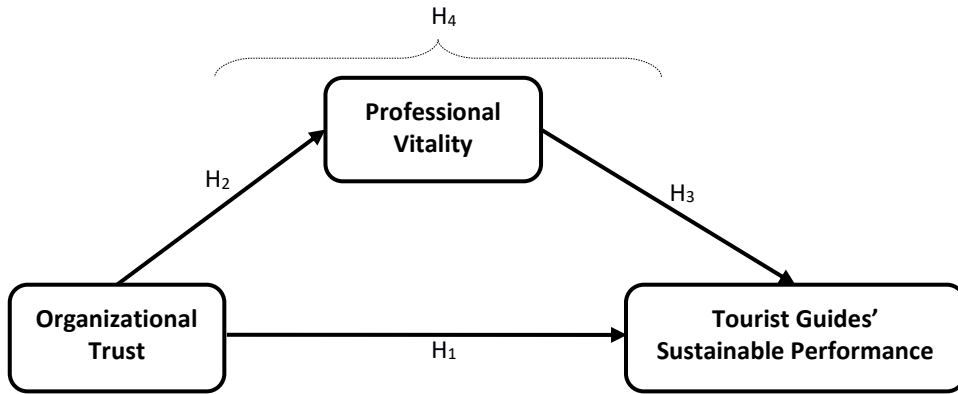 H₄
Professional
Vitality
H₂
H₃
Organizational
Trust
H₁
Tourist Guides’
Sustainable Performance